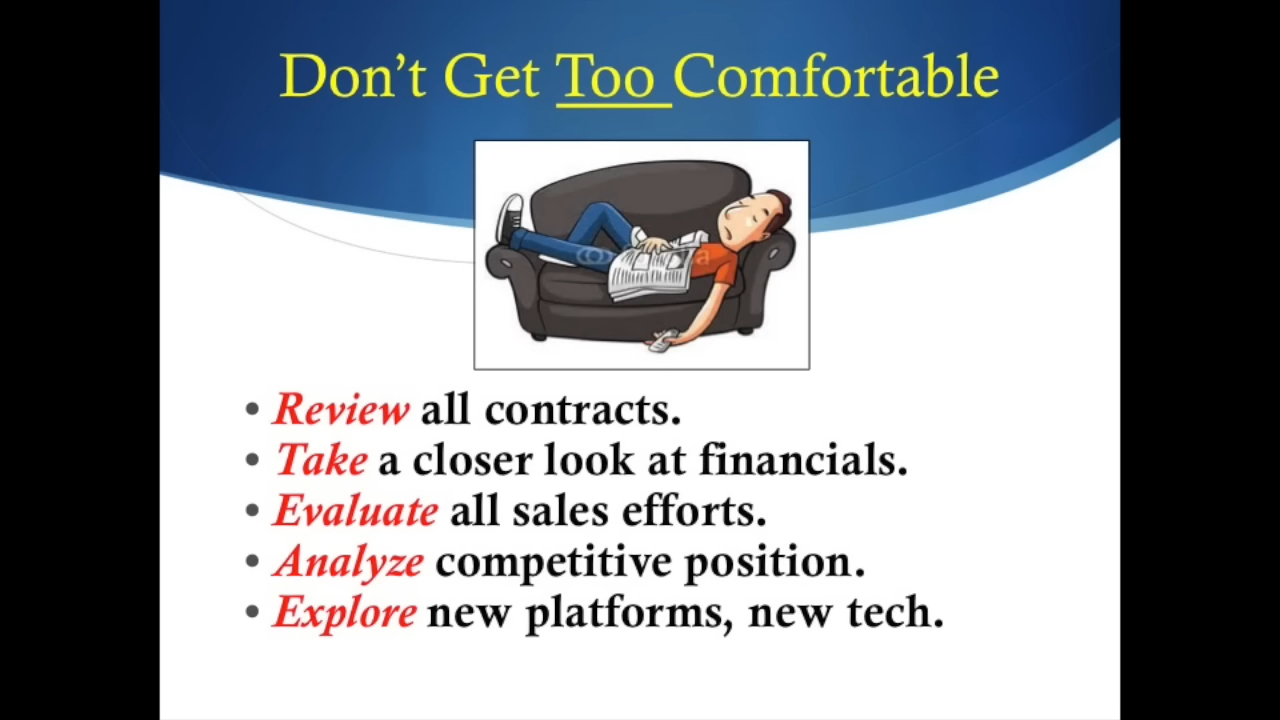 Don't Get Too Comfortable
• Review all contracts.
• Take a closer look at financials.
• Evaluate all sales efforts.
• Analyze competitive position.
• Explore new platforms, new tech.